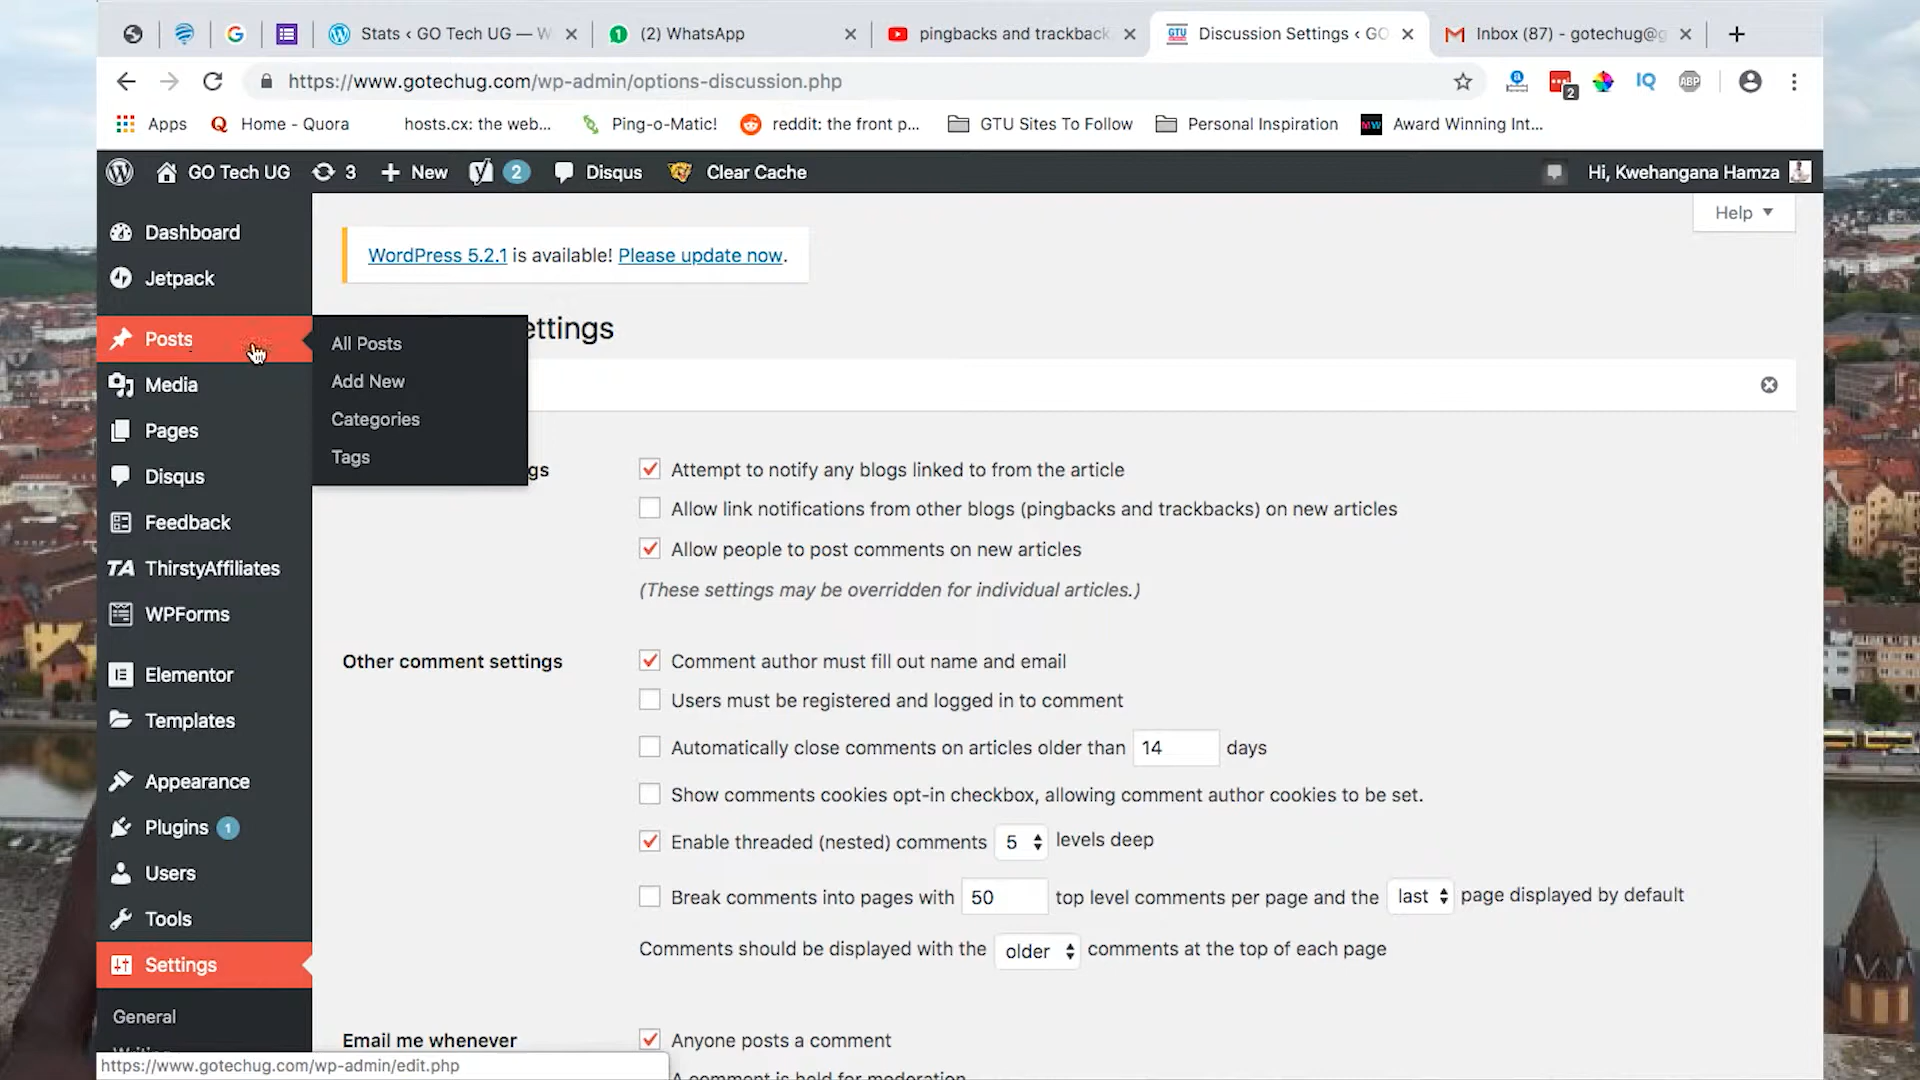 Stats ‹ GO Tech UG — W
(2) WhatsApp
pingbacks and trackback
Discussion Settings ‹ GO
Inbox (87) - gotechug@g
https://www.gotechug.com/wp-admin/options-discussion.php
Apps
Home - Quora
hosts.cx: the web...
Ping-o-Matic!
reddit: the front p...
GTU Sites To Follow
Personal Inspiration
Award Winning Int...
GO Tech UG
3
New
2
Disqus
Clear Cache
Hi, Kwehangana Hamza
Help
Dashboard
Jetpack
Posts
Media
Pages
Disqus
Feedback
ThirstyAffiliates
WPForms
Elementor
Templates
Appearance
Plugins 1
Users
Tools
Settings
General
All Posts
Add New
Categories
Tags
WordPress 5.2.1 is available! Please update now.
ettings
gs
Attempt to notify any blogs linked to from the article
Allow link notifications from other blogs (pingbacks and trackbacks) on new articles
Allow people to post comments on new articles
(These settings may be overridden for individual articles.)
Other comment settings
Comment author must fill out name and email
Users must be registered and logged in to comment
Automatically close comments on articles older than 14 days
Show comments cookies opt-in checkbox, allowing comment author cookies to be set.
Enable threaded (nested) comments 5 levels deep
Break comments into pages with 50 top level comments per page and the last page displayed by default
Comments should be displayed with the older comments at the top of each page
Email me whenever
Anyone posts a comment
A comment is held for moderation
https://www.gotechug.com/wp-admin/edit.php